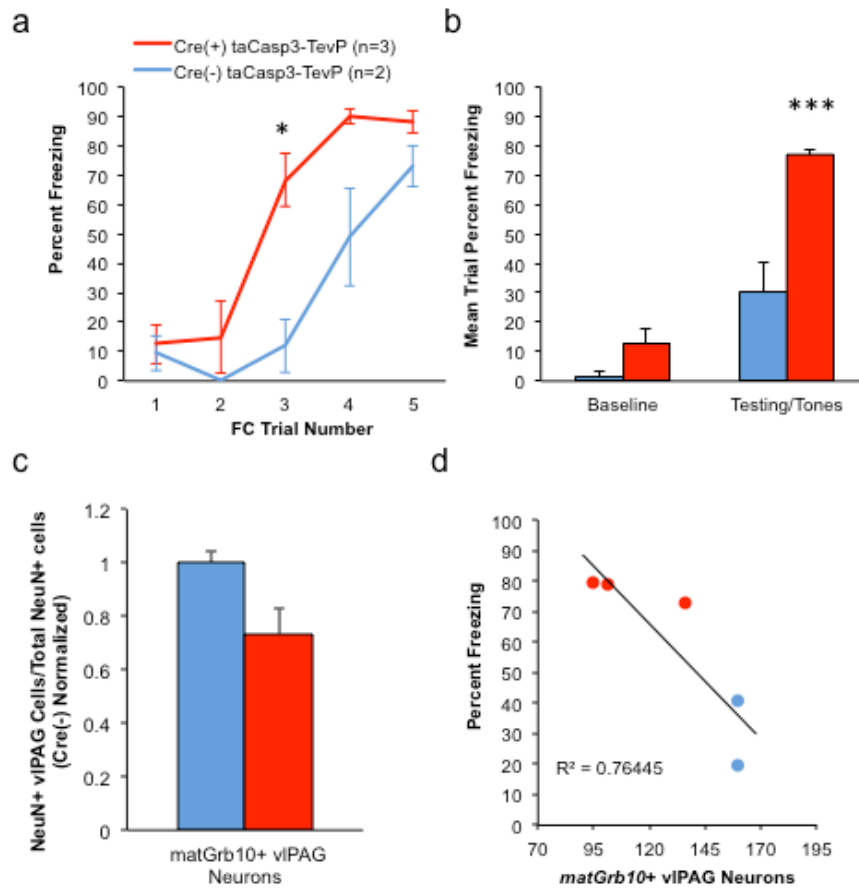 a
Cre(+) taCasp3-TevP (n=3)
Cre(-) taCasp3-TevP (n=2)
Percent Freezing
100
90
80
70
60
50
40
30
20
10
0
*
1 2 3 4 5
FC Trial Number
b
Mean Trial Percent Freezing
100
90
80
70
60
50
40
30
20
10
0
***
Baseline Testing/Tones
c
NeuN+ vlPAG Cells/Total NeuN+ cells
(Cre(-) Normalized)
1.2
1
0.8
0.6
0.4
0.2
0
matGrb10+ vlPAG
Neurons
d
Percent Freezing
100
90
80
70
60
50
40
30
20
10
0
R² = 0.76445
70 95 120 145 170 195
matGrb10+ vlPAG Neurons